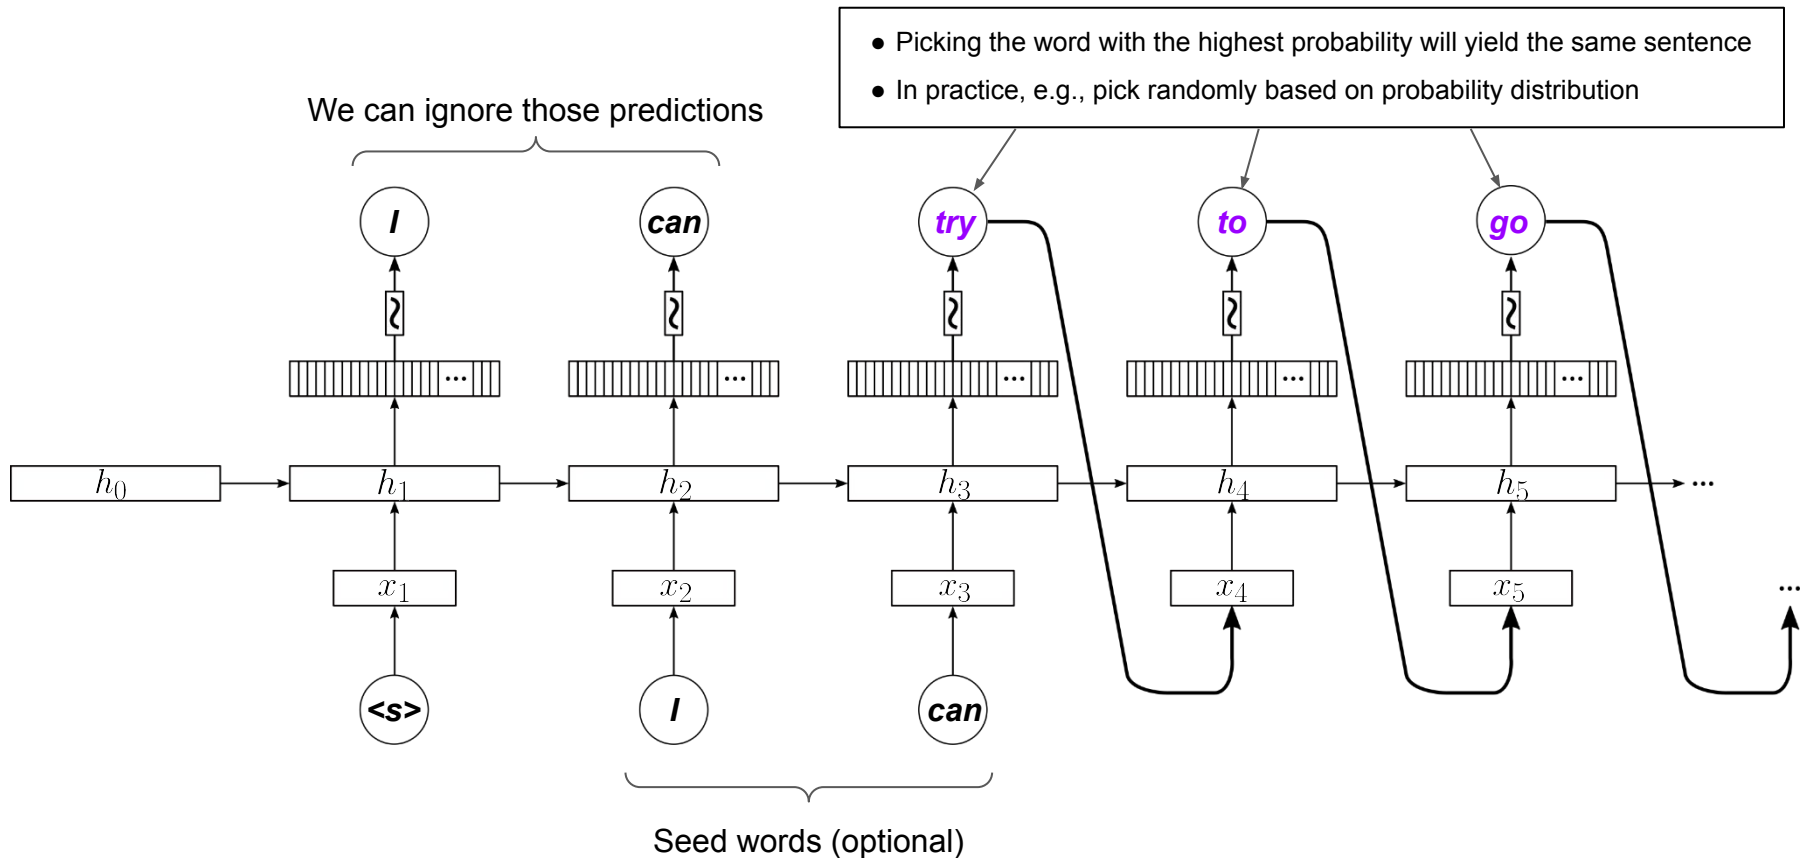 ● Picking the word with the highest probability will yield the same sentence
● In practice, e.g., pick randomly based on probability distribution
We can ignore those predictions
I can try to go
... ... ... ... ...
h₀ h₁ h₂ h₃ h₄ h₅ ...
x₁ x₂ x₃ x₄ x₅ ...
<s> I can
Seed words (optional)